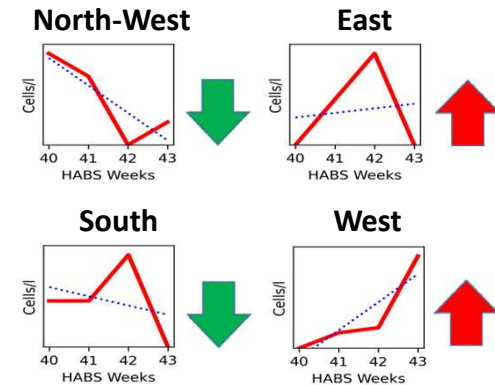 North-West
Cells/l
40 41 42 43
HABS Weeks
East
Cells/l
40 41 42 43
HABS Weeks
South
Cells/l
40 41 42 43
HABS Weeks
West
Cells/l
40 41 42 43
HABS Weeks